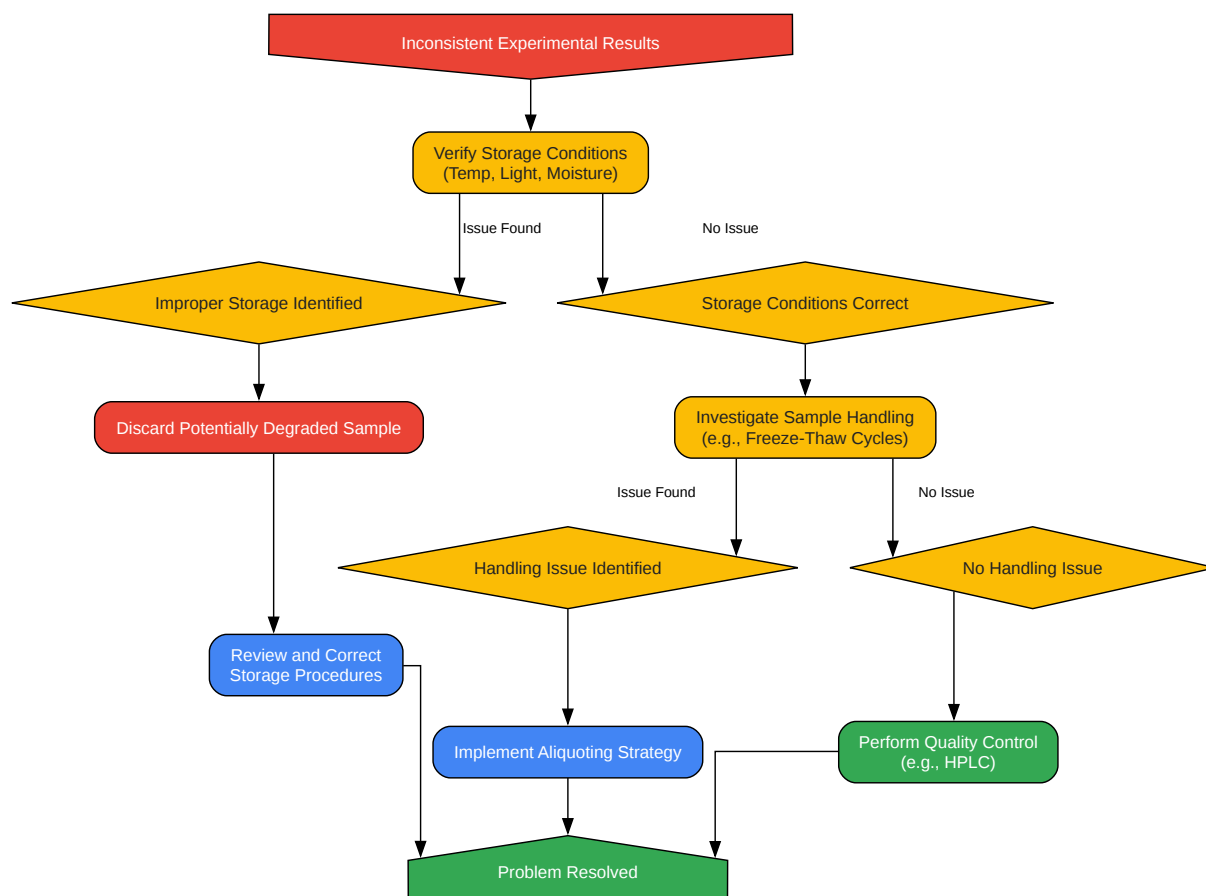 Inconsistent Experimental Results
Verify Storage Conditions
(Temp, Light, Moisture)
Issue Found
No Issue
Improper Storage Identified
Storage Conditions Correct
Discard Potentially Degraded Sample
Investigate Sample Handling
(e.g., Freeze-Thaw Cycles)
Issue Found
No Issue
Handling Issue Identified
No Handling Issue
Review and Correct
Storage Procedures
Implement Aliquoting Strategy
Perform Quality Control
(e.g., HPLC)
Problem Resolved